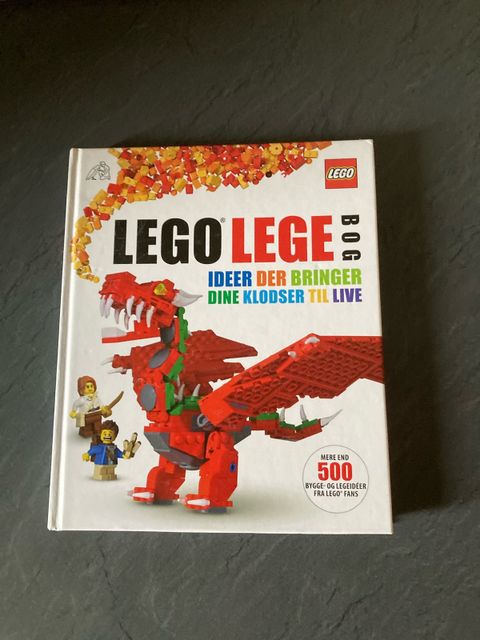 LEGO
LEGO® LEGE BOG
IDEER DER BRINGER
DINE KLODSER TIL LIVE
MERE END
500
BYGGE- OG LEGEIDÉER
FRA LEGO® FANS